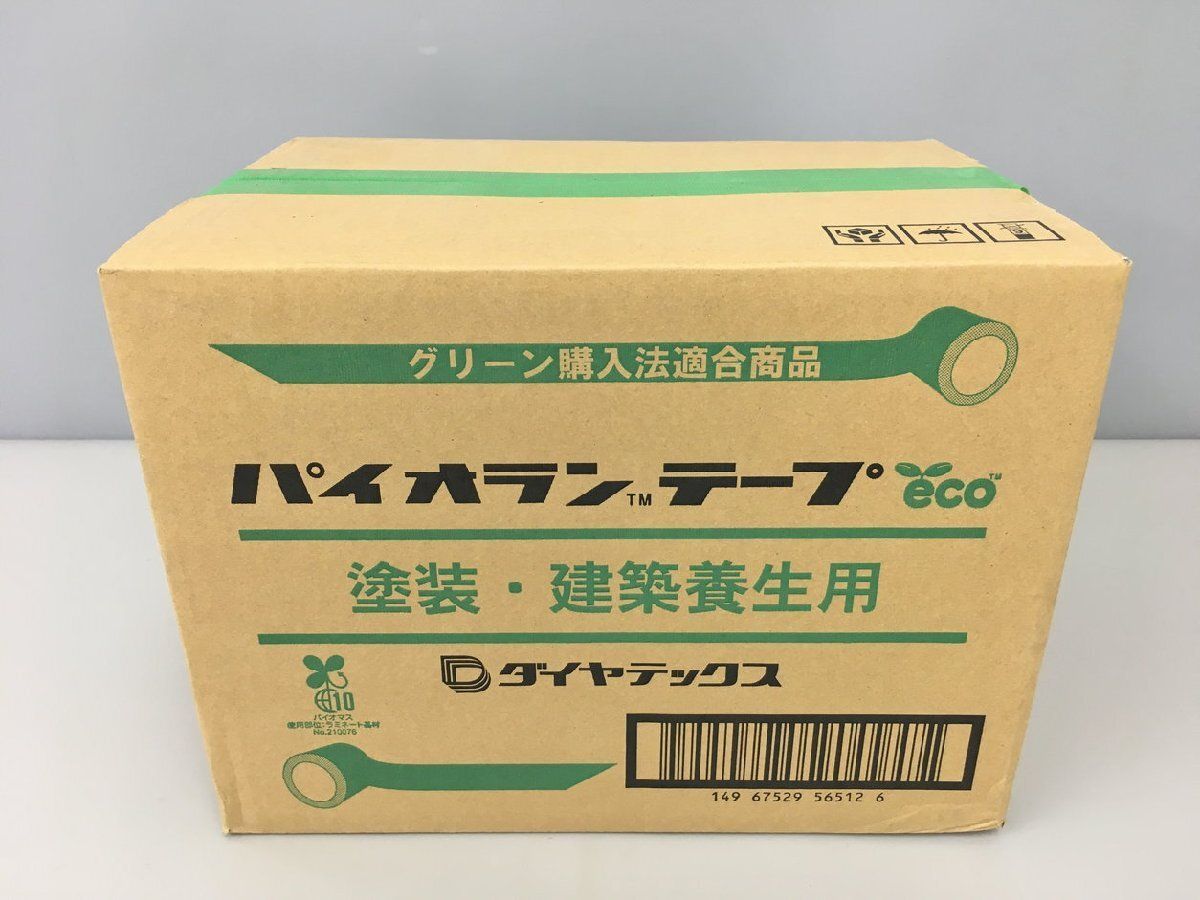 グリーン購入法適合商品
パイオラン™テープ eco™
塗装・建築養生用
ダイヤテックス
10
バイオマス
使用部位:ラミネート基材
No.210076
149 67529 56512 6